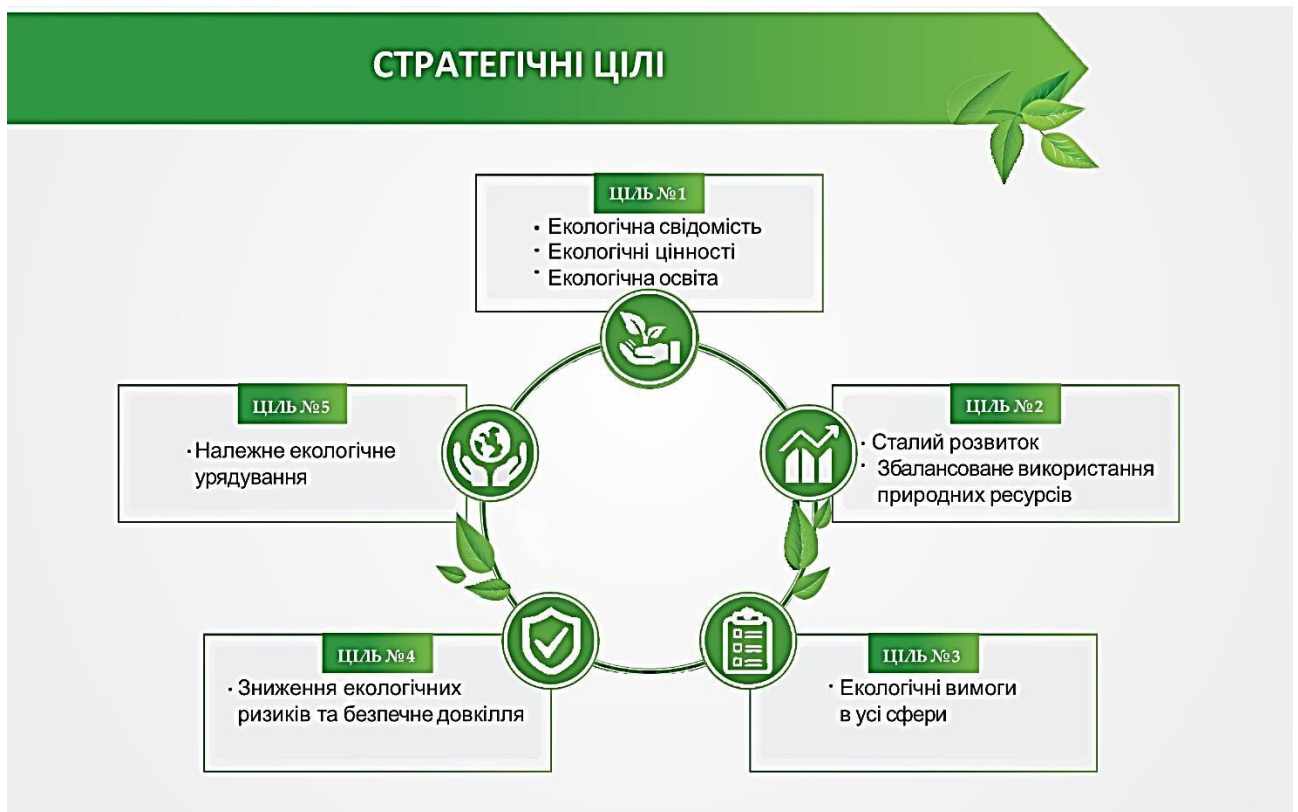 СТРАТЕГІЧНІ ЦІЛІ
ЦІЛЬ №1
• Екологічна свідомість
• Екологічні цінності
• Екологічна освіта
ЦІЛЬ №2
• Сталий розвиток
• Збалансоване використання
природних ресурсів
ЦІЛЬ №3
• Екологічні вимоги
в усі сфери
ЦІЛЬ №4
• Зниження екологічних
ризиків та безпечне довкілля
ЦІЛЬ №5
• Належне екологічне
урядування